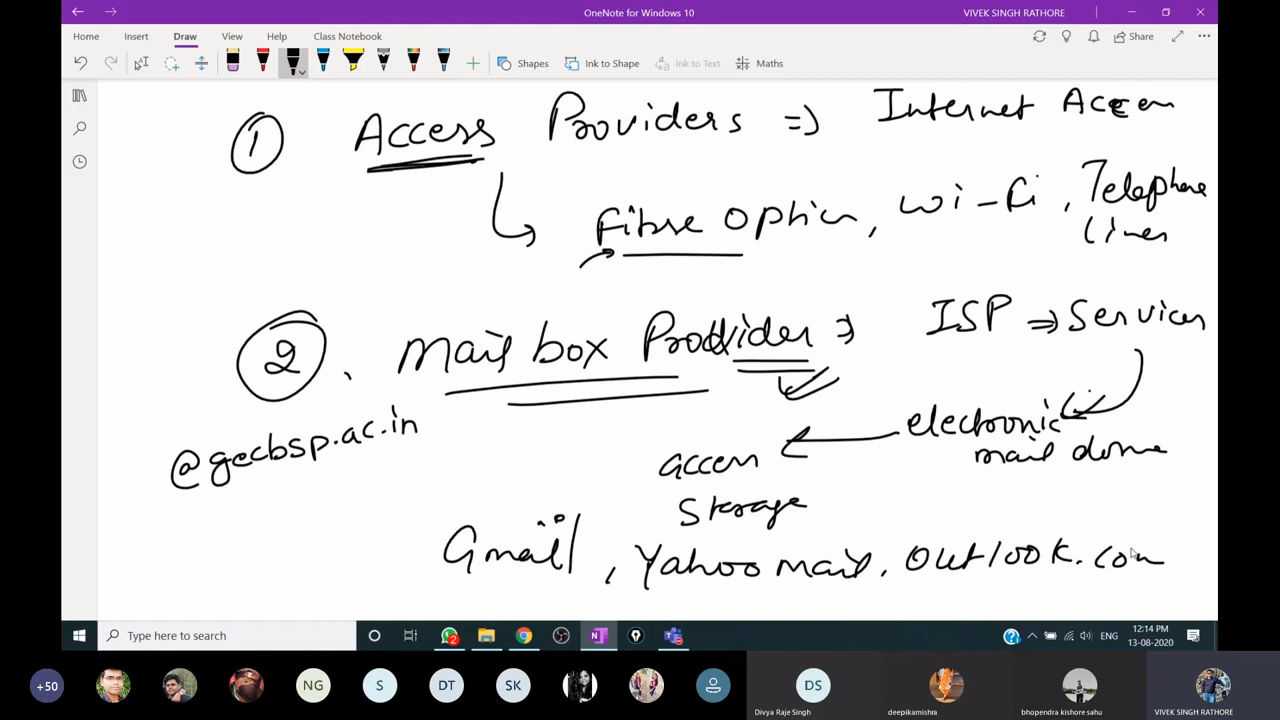 OneNote for Windows 10
VIVEK SINGH RATHORE
Home Insert Draw View Help Class Notebook
Share
Shapes Ink to Shape Ink to Text Maths
1 Access Providers => Internet Access
Fibre Optics, Wi-Fi, Telephone
lines
2. Mail box Provider => ISP => Services
@gecbsp.ac.in
electronic
mail
access
storage
Gmail, Yahoo mail, Outlook.com
Type here to search
2
ENG
12:14 PM
13-08-2020
+50 NG S DT SK DS
Divya Raje Singh deepikamishra bhopendra kishore sahu VIVEK SINGH RATHORE